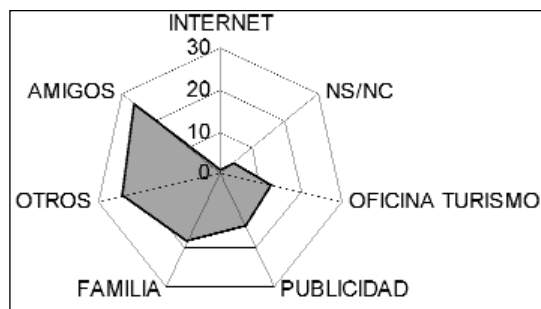 INTERNET
30
AMIGOS
NS/NC
20
10
0
OTROS
OFICINA TURISMO
FAMILIA
PUBLICIDAD